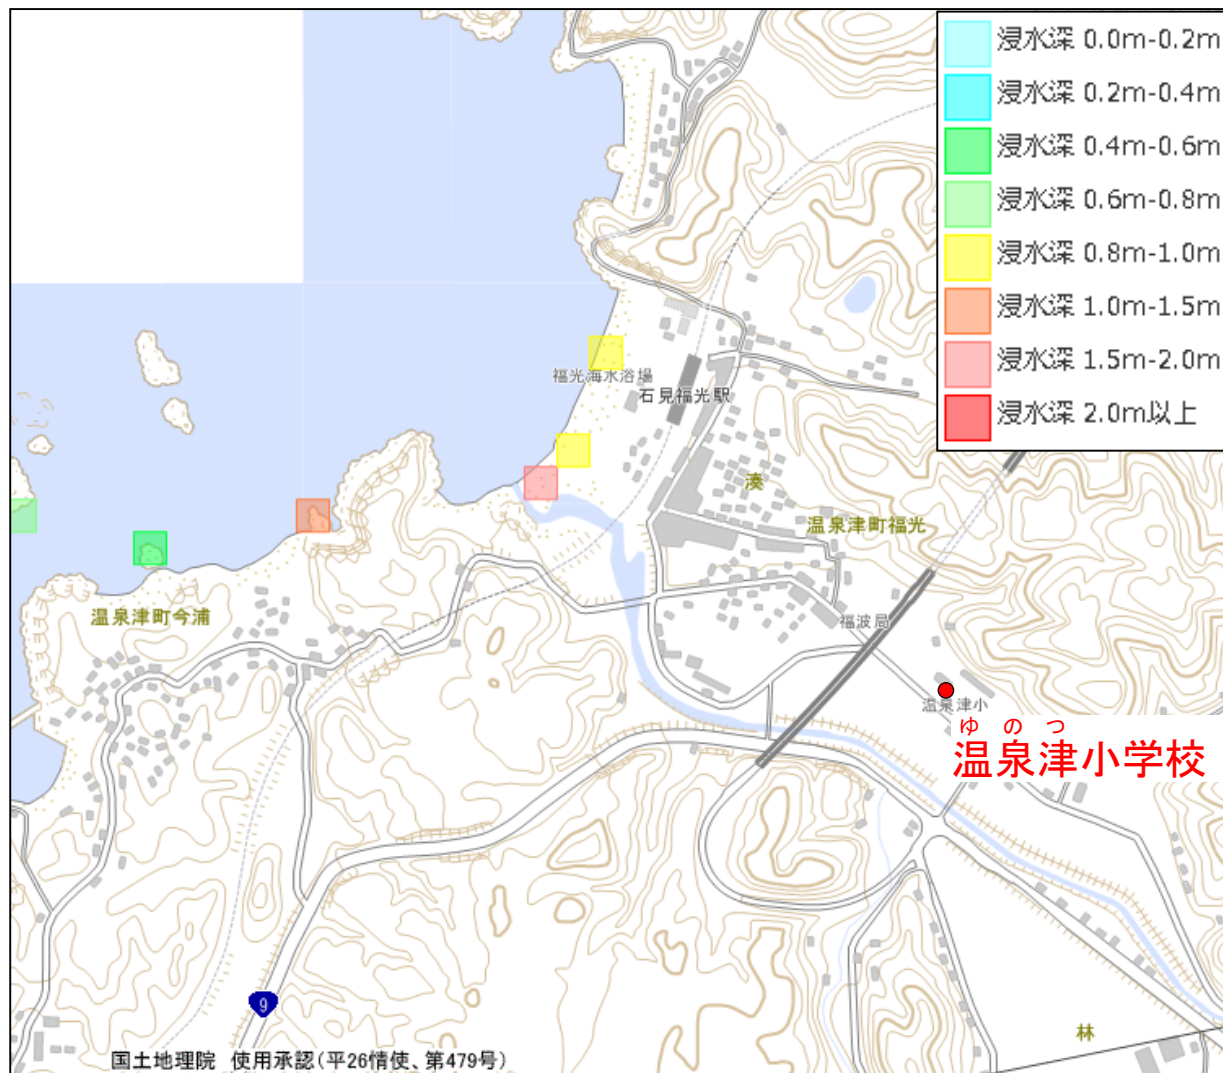 浸水深 0.0m-0.2m
浸水深 0.2m-0.4m
浸水深 0.4m-0.6m
浸水深 0.6m-0.8m
浸水深 0.8m-1.0m
浸水深 1.0m-1.5m
浸水深 1.5m-2.0m
浸水深 2.0m以上
福光海水浴場
石見福光駅
湊
温泉津町福光
温泉津町今浦
福波局
温泉津小
ゆ の つ
温泉津小学校
9
林
国土地理院 使用承認(平26情使、第479号)